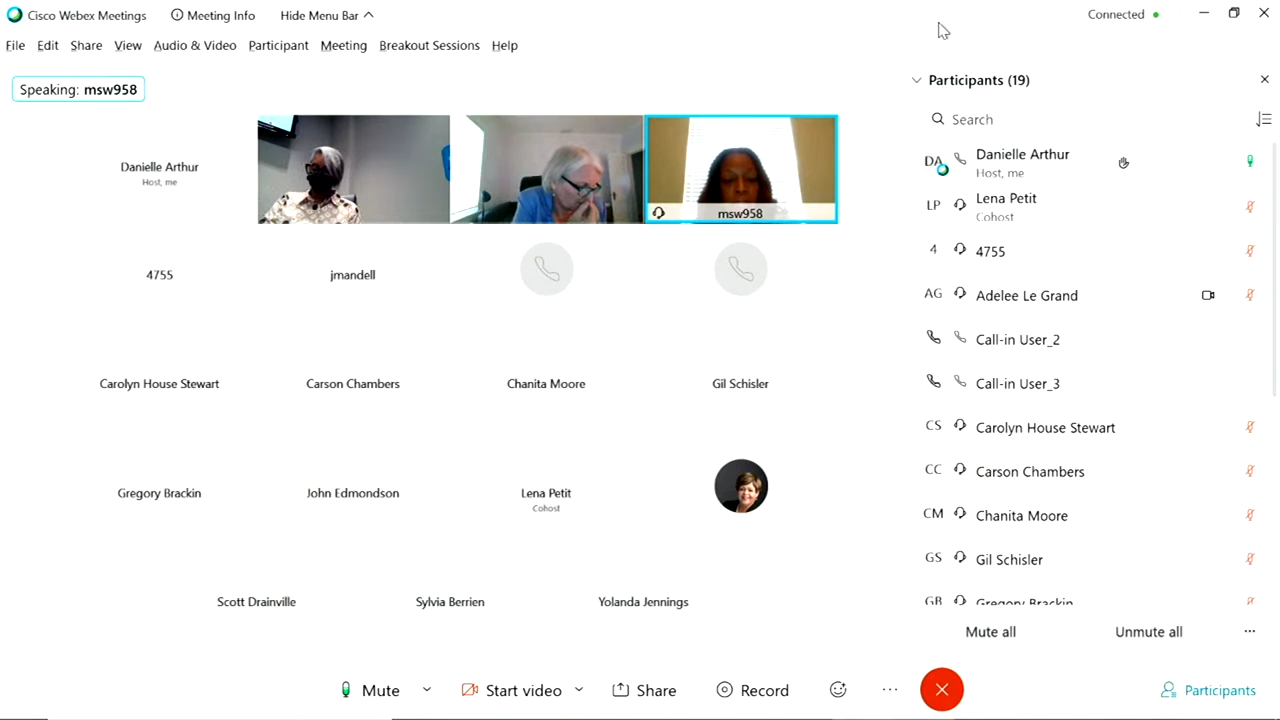 Cisco Webex Meetings
Meeting Info
Hide Menu Bar
Connected
File Edit Share View Audio & Video Participant Meeting Breakout Sessions Help
Speaking: msw958
Participants (19)
Search
Danielle Arthur
Host, me
msw958
4755
jmandell
Carolyn House Stewart
Carson Chambers
Chanita Moore
Gil Schisler
Gregory Brackin
John Edmondson
Lena Petit
Cohost
Scott Drainville
Sylvia Berrien
Yolanda Jennings
DA Danielle Arthur
Host, me
LP Lena Petit
Cohost
4 4755
AG Adelee Le Grand
Call-in User_2
Call-in User_3
CS Carolyn House Stewart
CC Carson Chambers
CM Chanita Moore
GS Gil Schisler
GB Gregory Brackin
Mute all Unmute all
Mute Start video Share Record Participants